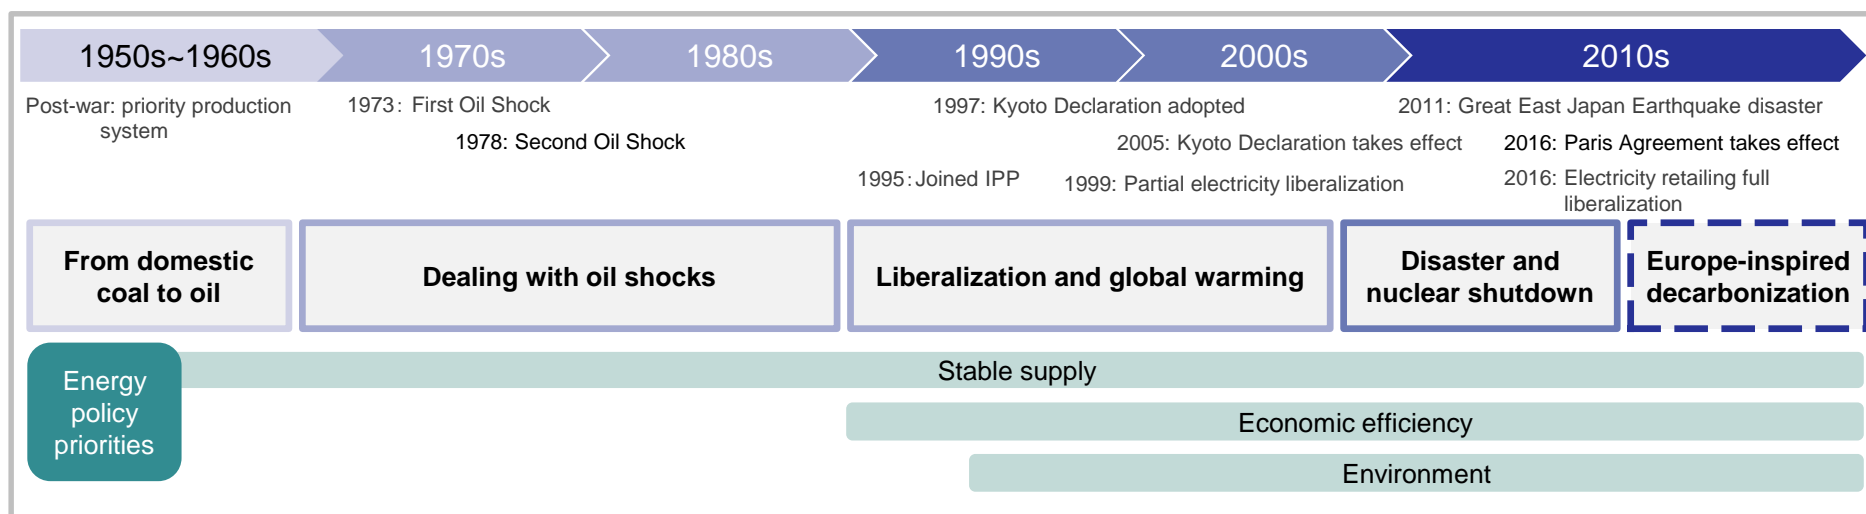 1950s~1960s
1970s
1980s
1990s
2000s
2010s
Post-war: priority production
system
1973: First Oil Shock
1978: Second Oil Shock
1997: Kyoto Declaration adopted
2005: Kyoto Declaration takes effect
1995: Joined IPP
1999: Partial electricity liberalization
2011: Great East Japan Earthquake disaster
2016: Paris Agreement takes effect
2016: Electricity retailing full
liberalization
From domestic
coal to oil
Dealing with oil shocks
Liberalization and global warming
Disaster and
nuclear shutdown
Europe-inspired
decarbonization
Energy
policy
priorities
Stable supply
Economic efficiency
Environment